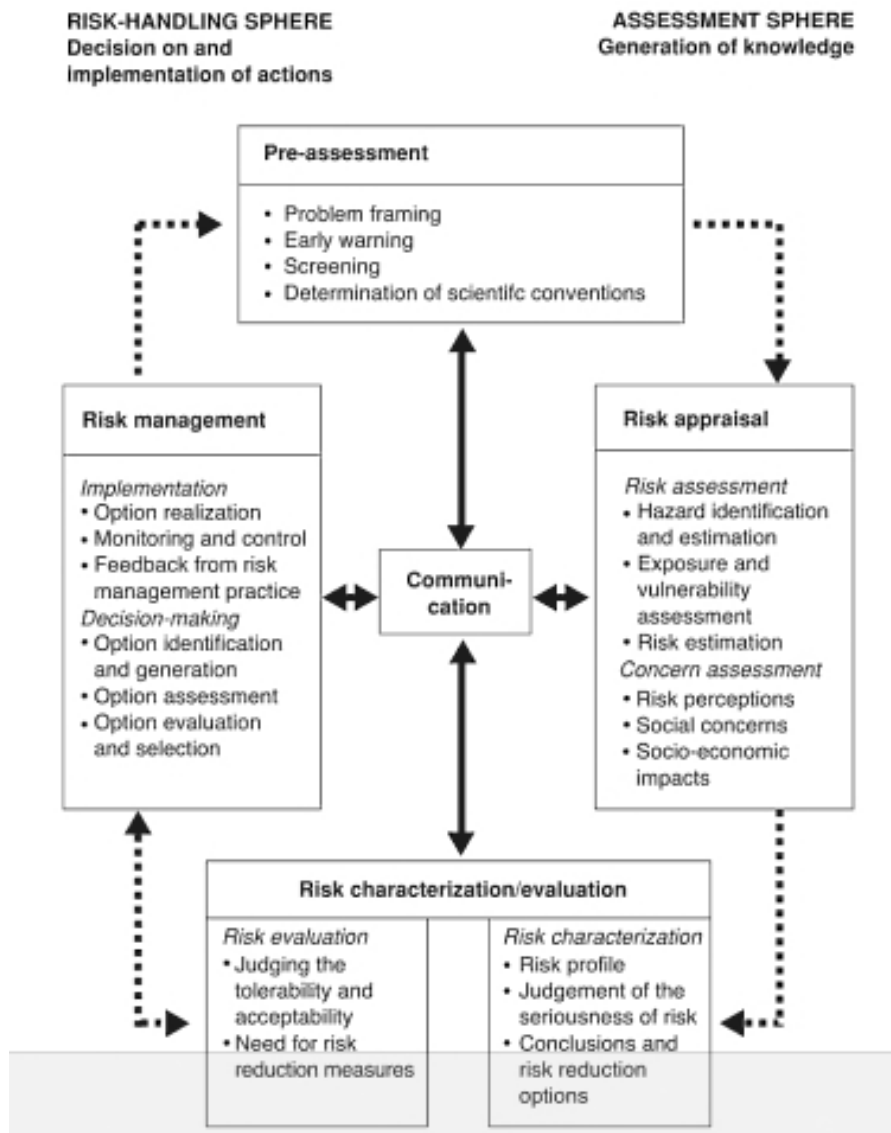 RISK-HANDLING SPHERE
Decision on and
implementation of actions
ASSESSMENT SPHERE
Generation of knowledge
Pre-assessment
• Problem framing
• Early warning
• Screening
• Determination of scientifc conventions
Risk management
Implementation
• Option realization
• Monitoring and control
• Feedback from risk
management practice
Decision-making
• Option identification
and generation
• Option assessment
• Option evaluation
and selection
Communi-
cation
Risk appraisal
Risk assessment
• Hazard identification
and estimation
• Exposure and
vulnerability
assessment
• Risk estimation
Concern assessment
• Risk perceptions
• Social concerns
• Socio-economic
impacts
Risk characterization/evaluation
Risk evaluation
• Judging the
tolerability and
acceptability
• Need for risk
reduction measures
Risk characterization
• Risk profile
• Judgement of the
seriousness of risk
• Conclusions and
risk reduction
options